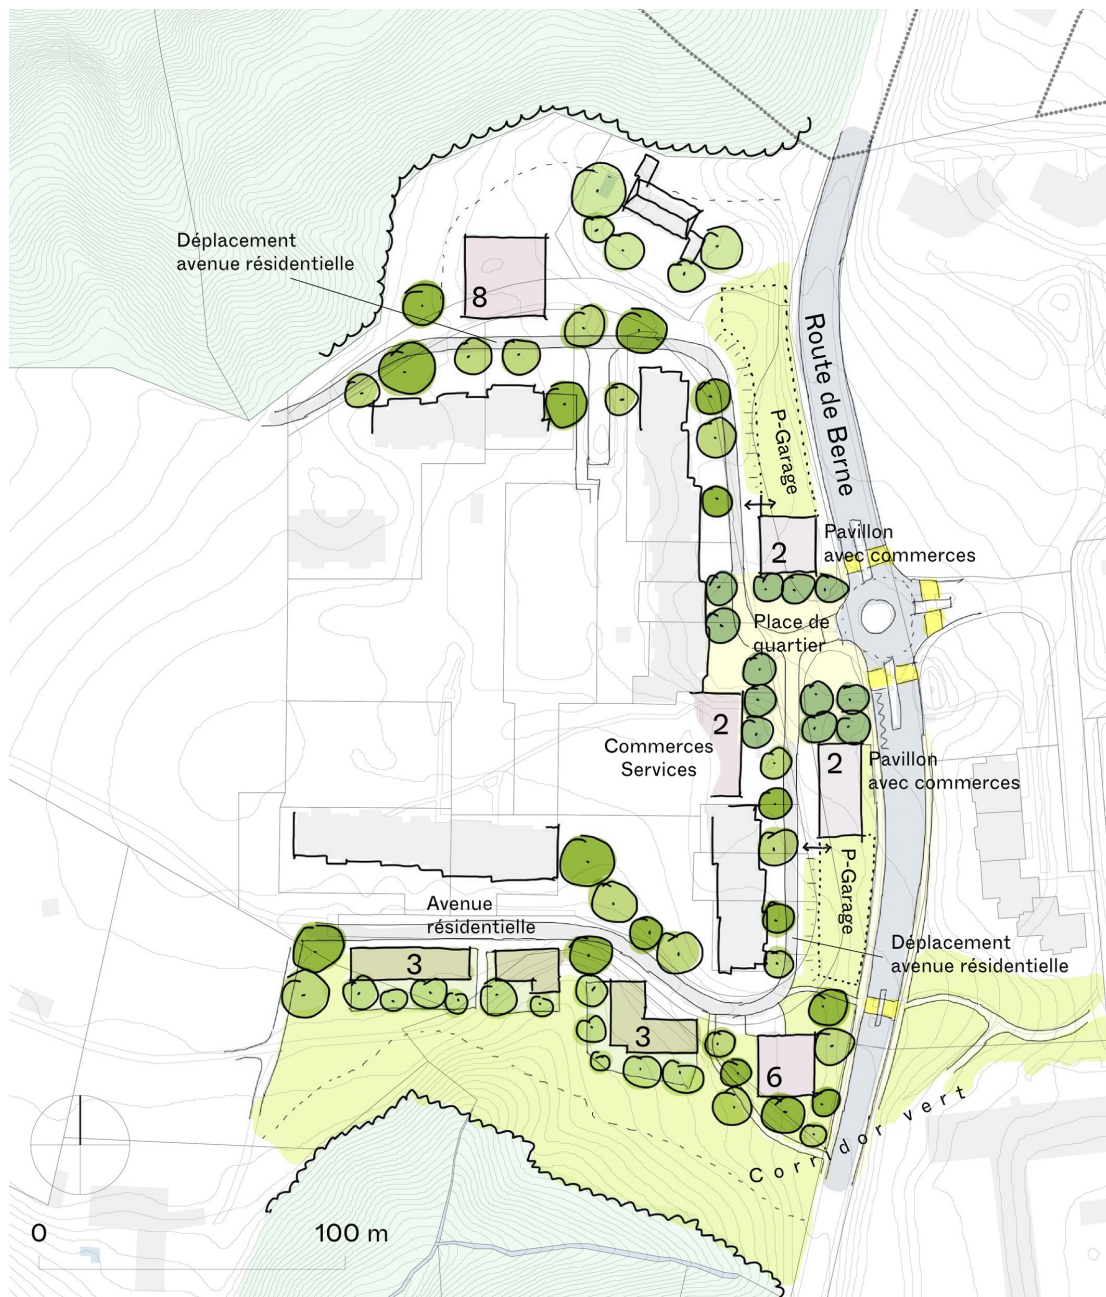 Déplacement
avenue résidentielle
8
Route de Berne
P-Garage
2
Pavillon
avec commerces
Place de
quartier
2
Commerces
Services
2
Pavillon
avec commerces
P-Garage
Avenue
résidentielle
3
Déplacement
avenue résidentielle
3
6
Corridor vert
0
100 m